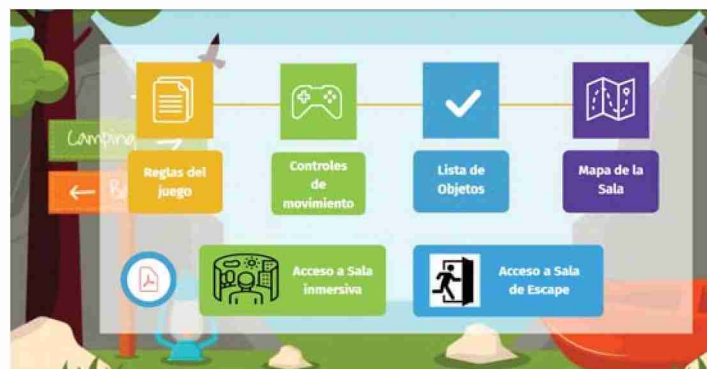 Camping
Reglas del
juego
Controles
de
movimiento
Lista de
Objetos
Mapa de la
Sala
Acceso a Sala
inmersiva
Acceso a Sala
de Escape